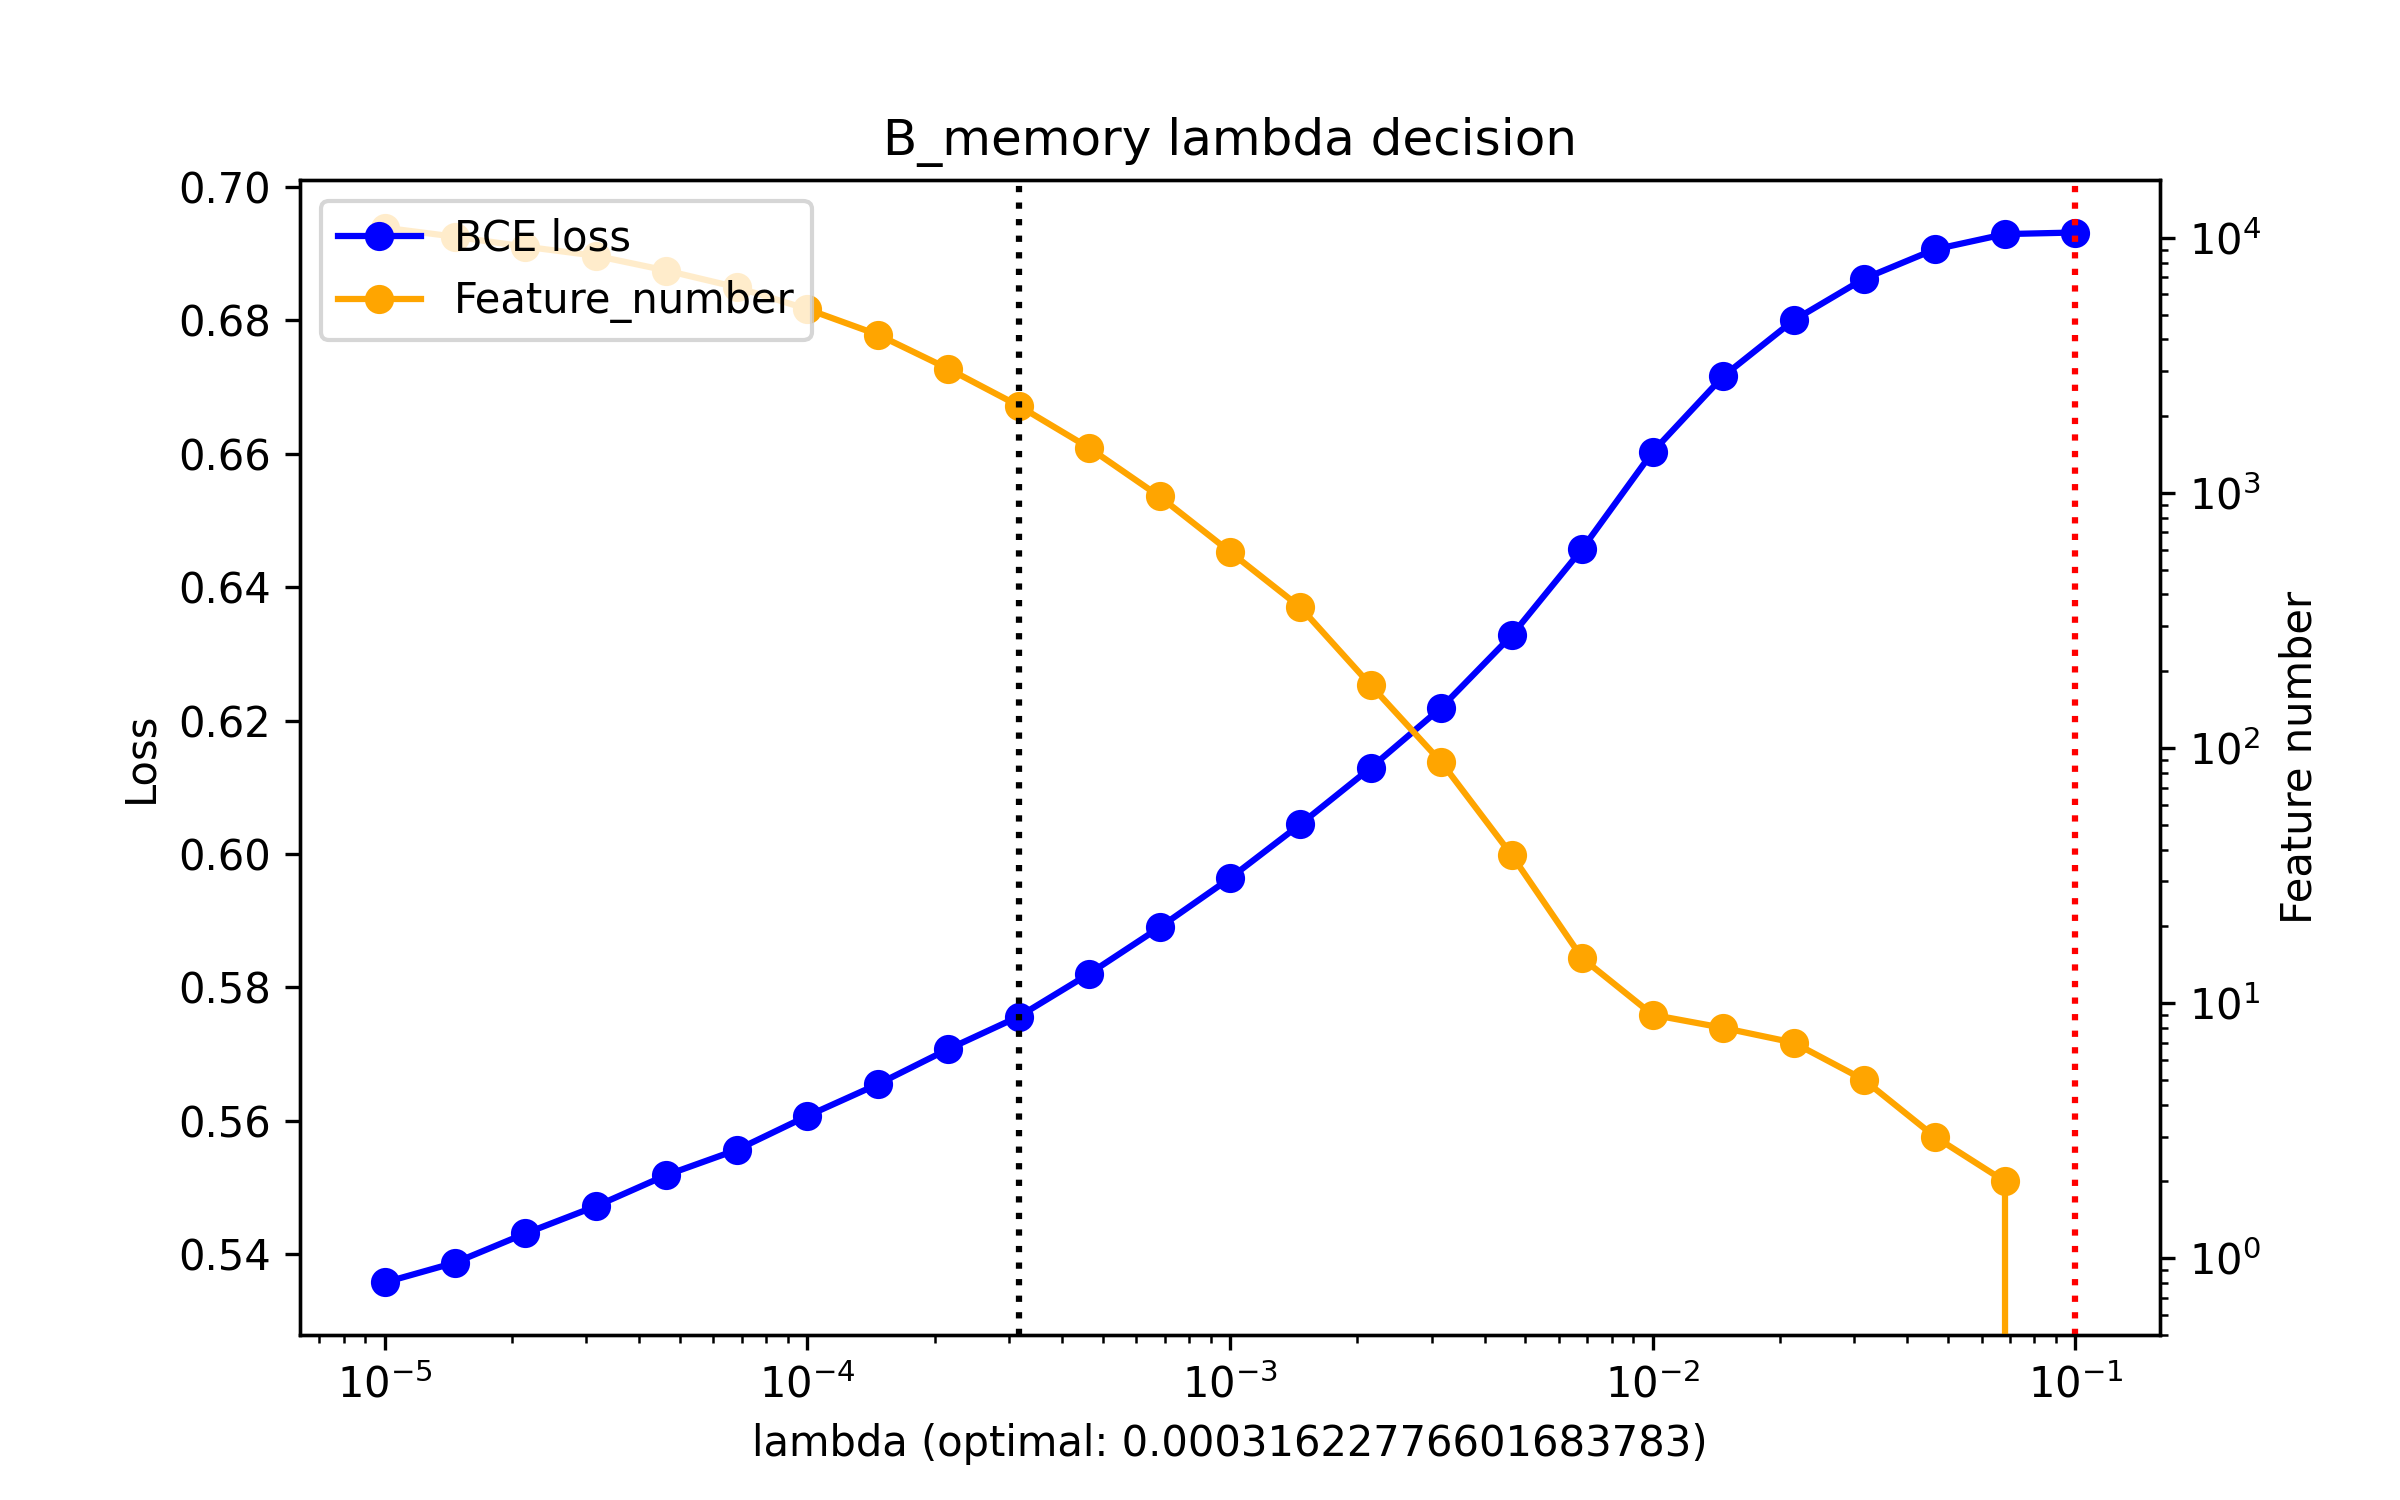 B_memory lambda decision
BCE loss
Feature_number
0.70
0.68
0.66
0.64
0.62
0.60
0.58
0.56
0.54
Loss
10⁴
10³
10²
10¹
10⁰
Feature number
10⁻⁵ 10⁻⁴ 10⁻³ 10⁻² 10⁻¹
lambda (optimal: 0.00031622776601683783)